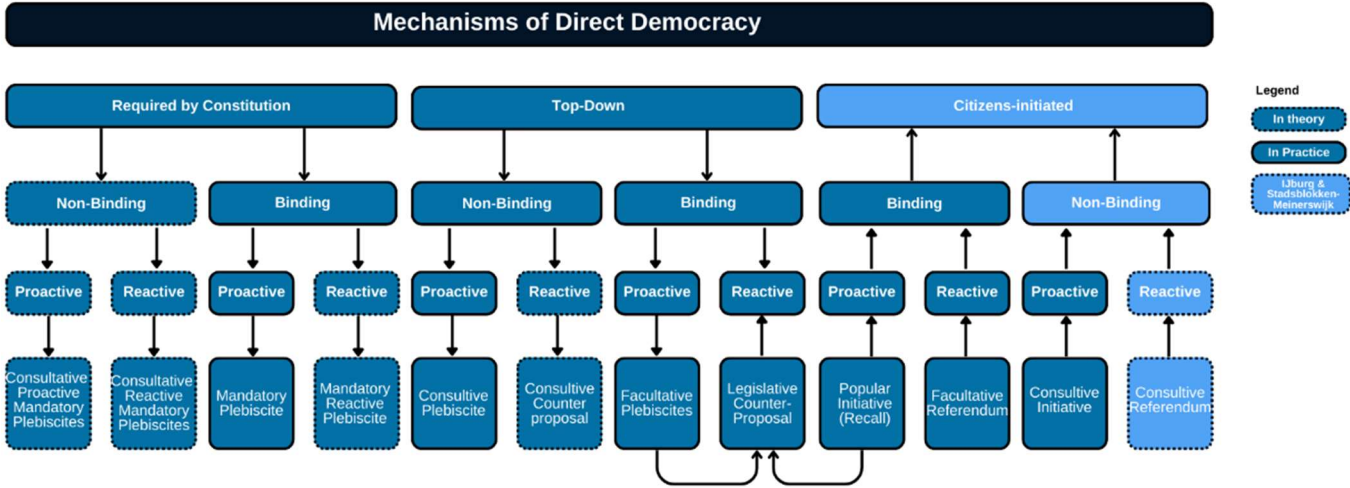 Mechanisms of Direct Democracy
Required by Constitution
Top-Down
Citizens-initiated
Legend
In theory
In Practice
IJburg &
Stadsblokken-
Meinerswijk
Non-Binding
Binding
Non-Binding
Binding
Binding
Non-Binding
Proactive
Reactive
Proactive
Reactive
Proactive
Reactive
Proactive
Reactive
Proactive
Reactive
Proactive
Reactive
Consultative
Proactive
Mandatory
Plebiscites
Consultative
Reactive
Mandatory
Plebiscites
Mandatory
Plebiscite
Mandatory
Reactive
Plebiscite
Consultive
Plebiscite
Consultive
Counter
proposal
Facultative
Plebiscites
Legislative
Counter-
Proposal
Popular
Initiative
(Recall)
Facultative
Referendum
Consultive
Initiative
Consultive
Referendum